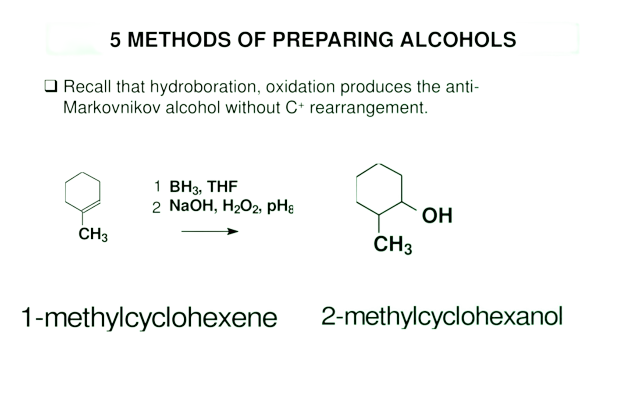 5 METHODS OF PREPARING ALCOHOLS
❑ Recall that hydroboration, oxidation produces the anti-
Markovnikov alcohol without C⁺ rearrangement.
1 BH₃, THF
2 NaOH, H₂O₂, pH₈
OH
CH₃
CH₃
1-methylcyclohexene
2-methylcyclohexanol